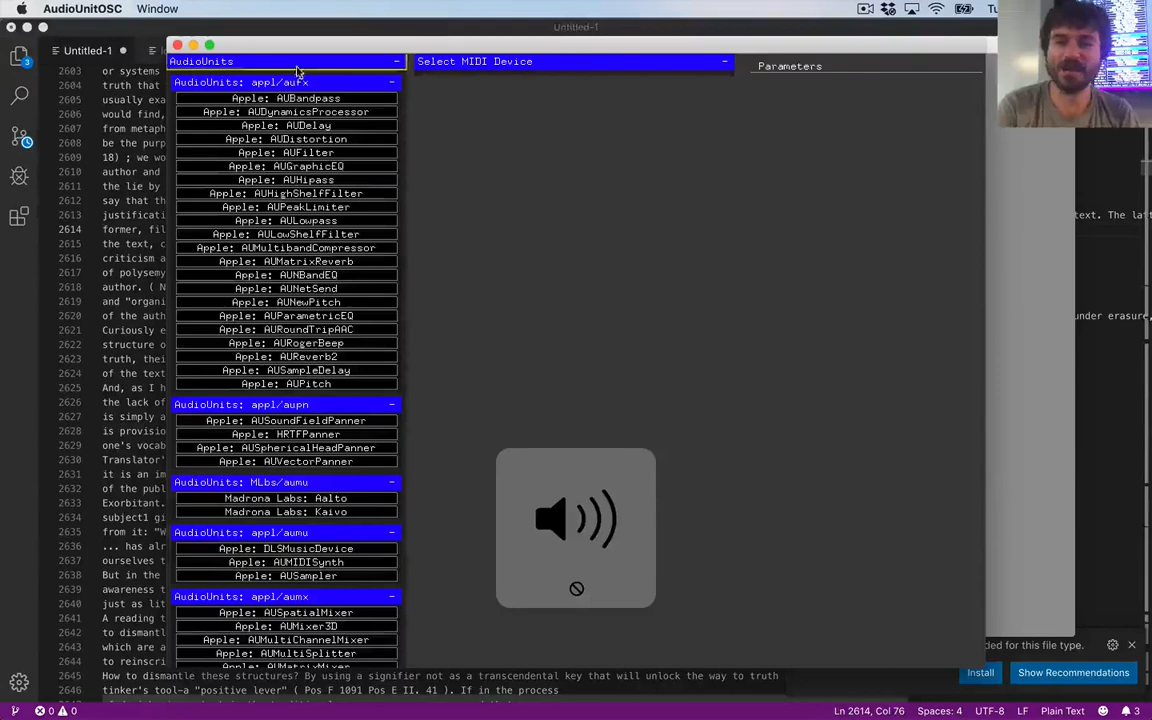 AudioUnitOSC Window
Untitled-1
Untitled-1
AudioUnits -
Select MIDI Device -
Parameters
AudioUnits: appl/aufx -
Apple: AUBandpass
Apple: AUDynamicsProcessor
Apple: AUDelay
Apple: AUDistortion
Apple: AUFilter
Apple: AUGraphicEQ
Apple: AUHipass
Apple: AUHighShelfFilter
Apple: AUPeakLimiter
Apple: AULowpass
Apple: AULowShelfFilter
Apple: AUMultibandCompressor
Apple: AUMatrixReverb
Apple: AUNBandEQ
Apple: AUNetSend
Apple: AUNewPitch
Apple: AUParametricEQ
Apple: AURoundTripAAC
Apple: AURogerBeep
Apple: AUReverb2
Apple: AUSampleDelay
Apple: AUPitch
AudioUnits: appl/aupn -
Apple: AUSoundFieldPanner
Apple: HRTFPanner
Apple: AUSphericalHeadPanner
Apple: AUVectorPanner
AudioUnits: MLbs/aumu -
Madrona Labs: Aalto
Madrona Labs: Kaivo
AudioUnits: appl/aumu -
Apple: DLSMusicDevice
Apple: AUMIDISynth
Apple: AUSampler
AudioUnits: appl/aumx -
Apple: AUSpatialMixer
Apple: AUMixer3D
Apple: AUMultiChannelMixer
Apple: AUMultiSplitter
Apple: AUMatrixMixer
2603 or systems
2604 truth that
2605 usually exa
2606 would find,
2607 from metaph
2608 be the purp
2609 18) ; we wo
2610 author and
2611 the lie by
2612 say that th
2613 justificati
2614 former, fil
2615 the text, c
2616 criticism a
2617 of polysemy
2618 author. ( N
2619 and "organi
2620 of the auth
2621 Curiously e
2622 structure o
2623 truth, thei
2624 of the text
2625 And, as I h
2626 the lack of
2627 is simply a
2628 is provisio
2629 one's vocab
2630 Translator'
2631 it is an im
2632 of the publ
2633 Exorbitant.
2634 subject1 gi
2635 from it: "W
2636 ... has alr
2637 ourselves t
2638 But in the
2639 awareness t
2640 just as lit
2641 A reading t
2642 to dismantl
2643 which are a
2644 to reinscri
2645 How to dismantle these structures? By using a signifier not as a transcendental key that will unlock the way to truth
2646 tinker's tool-a "positive lever" ( Pos F 1091 Pos E II. 41 ). If in the process
text. The lat
under erasure,
ded for this file type.
Install
Show Recommendations
3
0 0
Ln 2614, Col 76 Spaces: 4 UTF-8 LF Plain Text 3